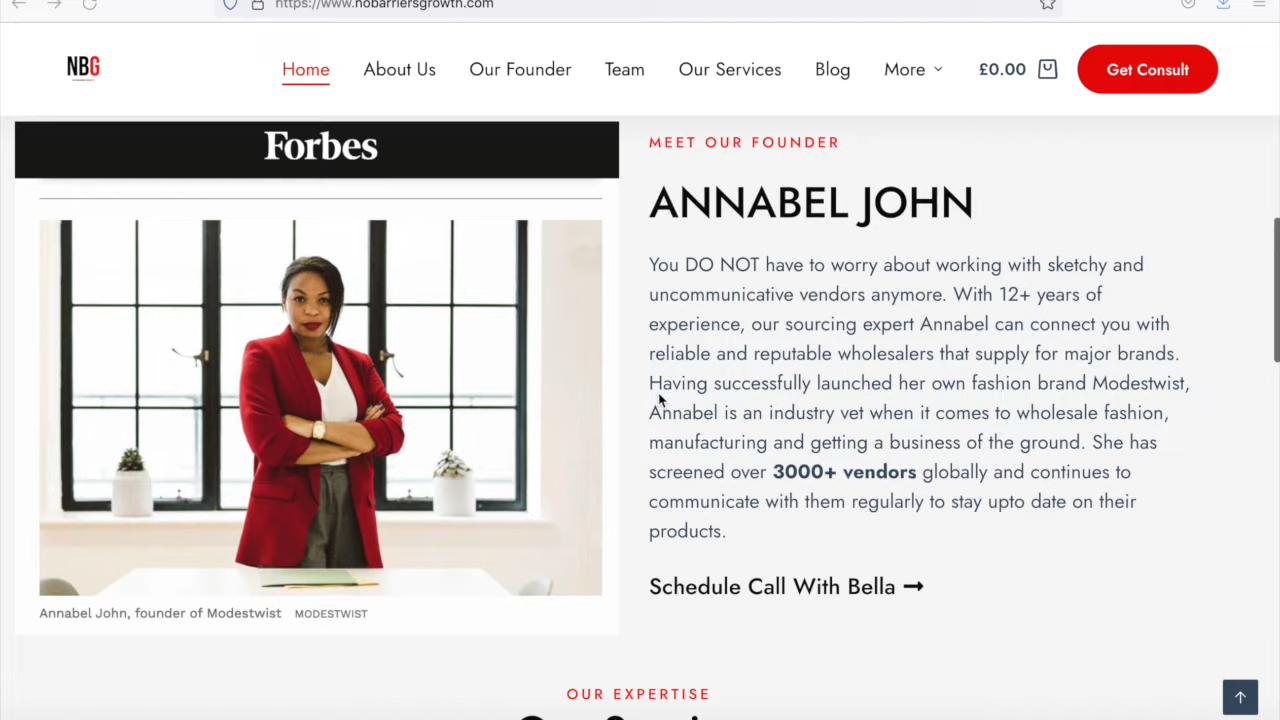 https://www.nobarriersgrowth.com
NBG
Home
About Us
Our Founder
Team
Our Services
Blog
More
£0.00
Get Consult
Forbes
Annabel John, founder of Modestwist MODESTWIST
MEET OUR FOUNDER
ANNABEL JOHN
You DO NOT have to worry about working with sketchy and
uncommunicative vendors anymore. With 12+ years of
experience, our sourcing expert Annabel can connect you with
reliable and reputable wholesalers that supply for major brands.
Having successfully launched her own fashion brand Modestwist,
Annabel is an industry vet when it comes to wholesale fashion,
manufacturing and getting a business of the ground. She has
screened over 3000+ vendors globally and continues to
communicate with them regularly to stay upto date on their
products.
Schedule Call With Bella
OUR EXPERTISE